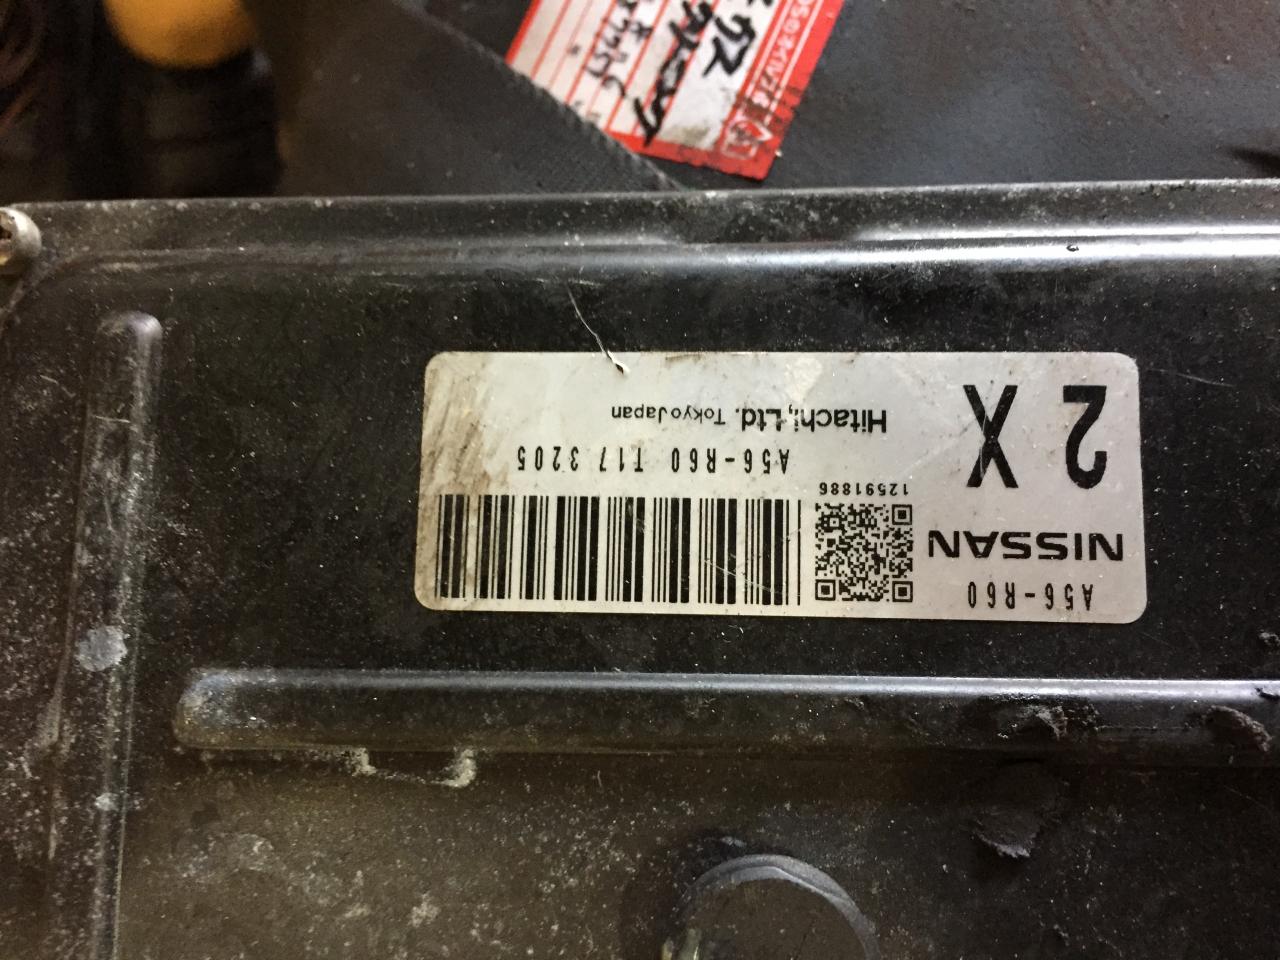 A56-R60
NISSAN
2 X
12591886
A56-R60 T17 3205
Hitachi,Ltd. Tokyo Japan